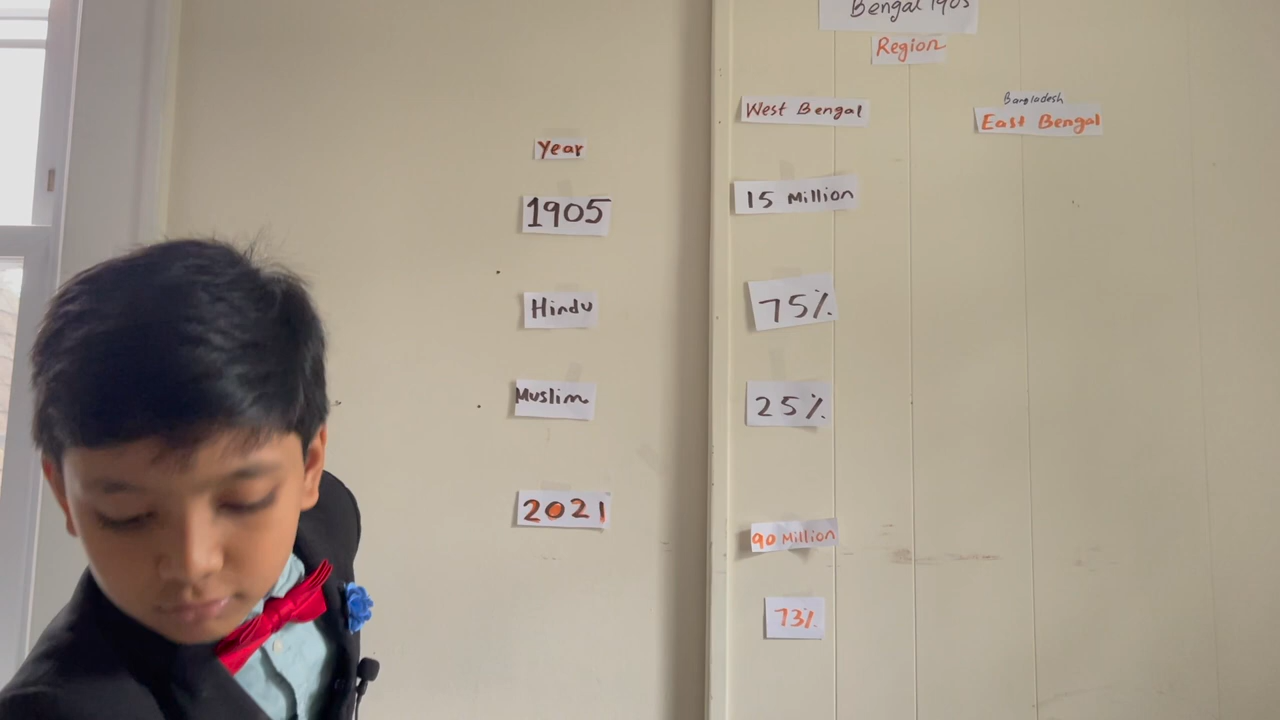 Bengal 1905
Region
West Bengal
Bangladesh
East Bengal
Year
1905
15 Million
Hindu
75%
Muslim
25%
2021
90 Million
73%